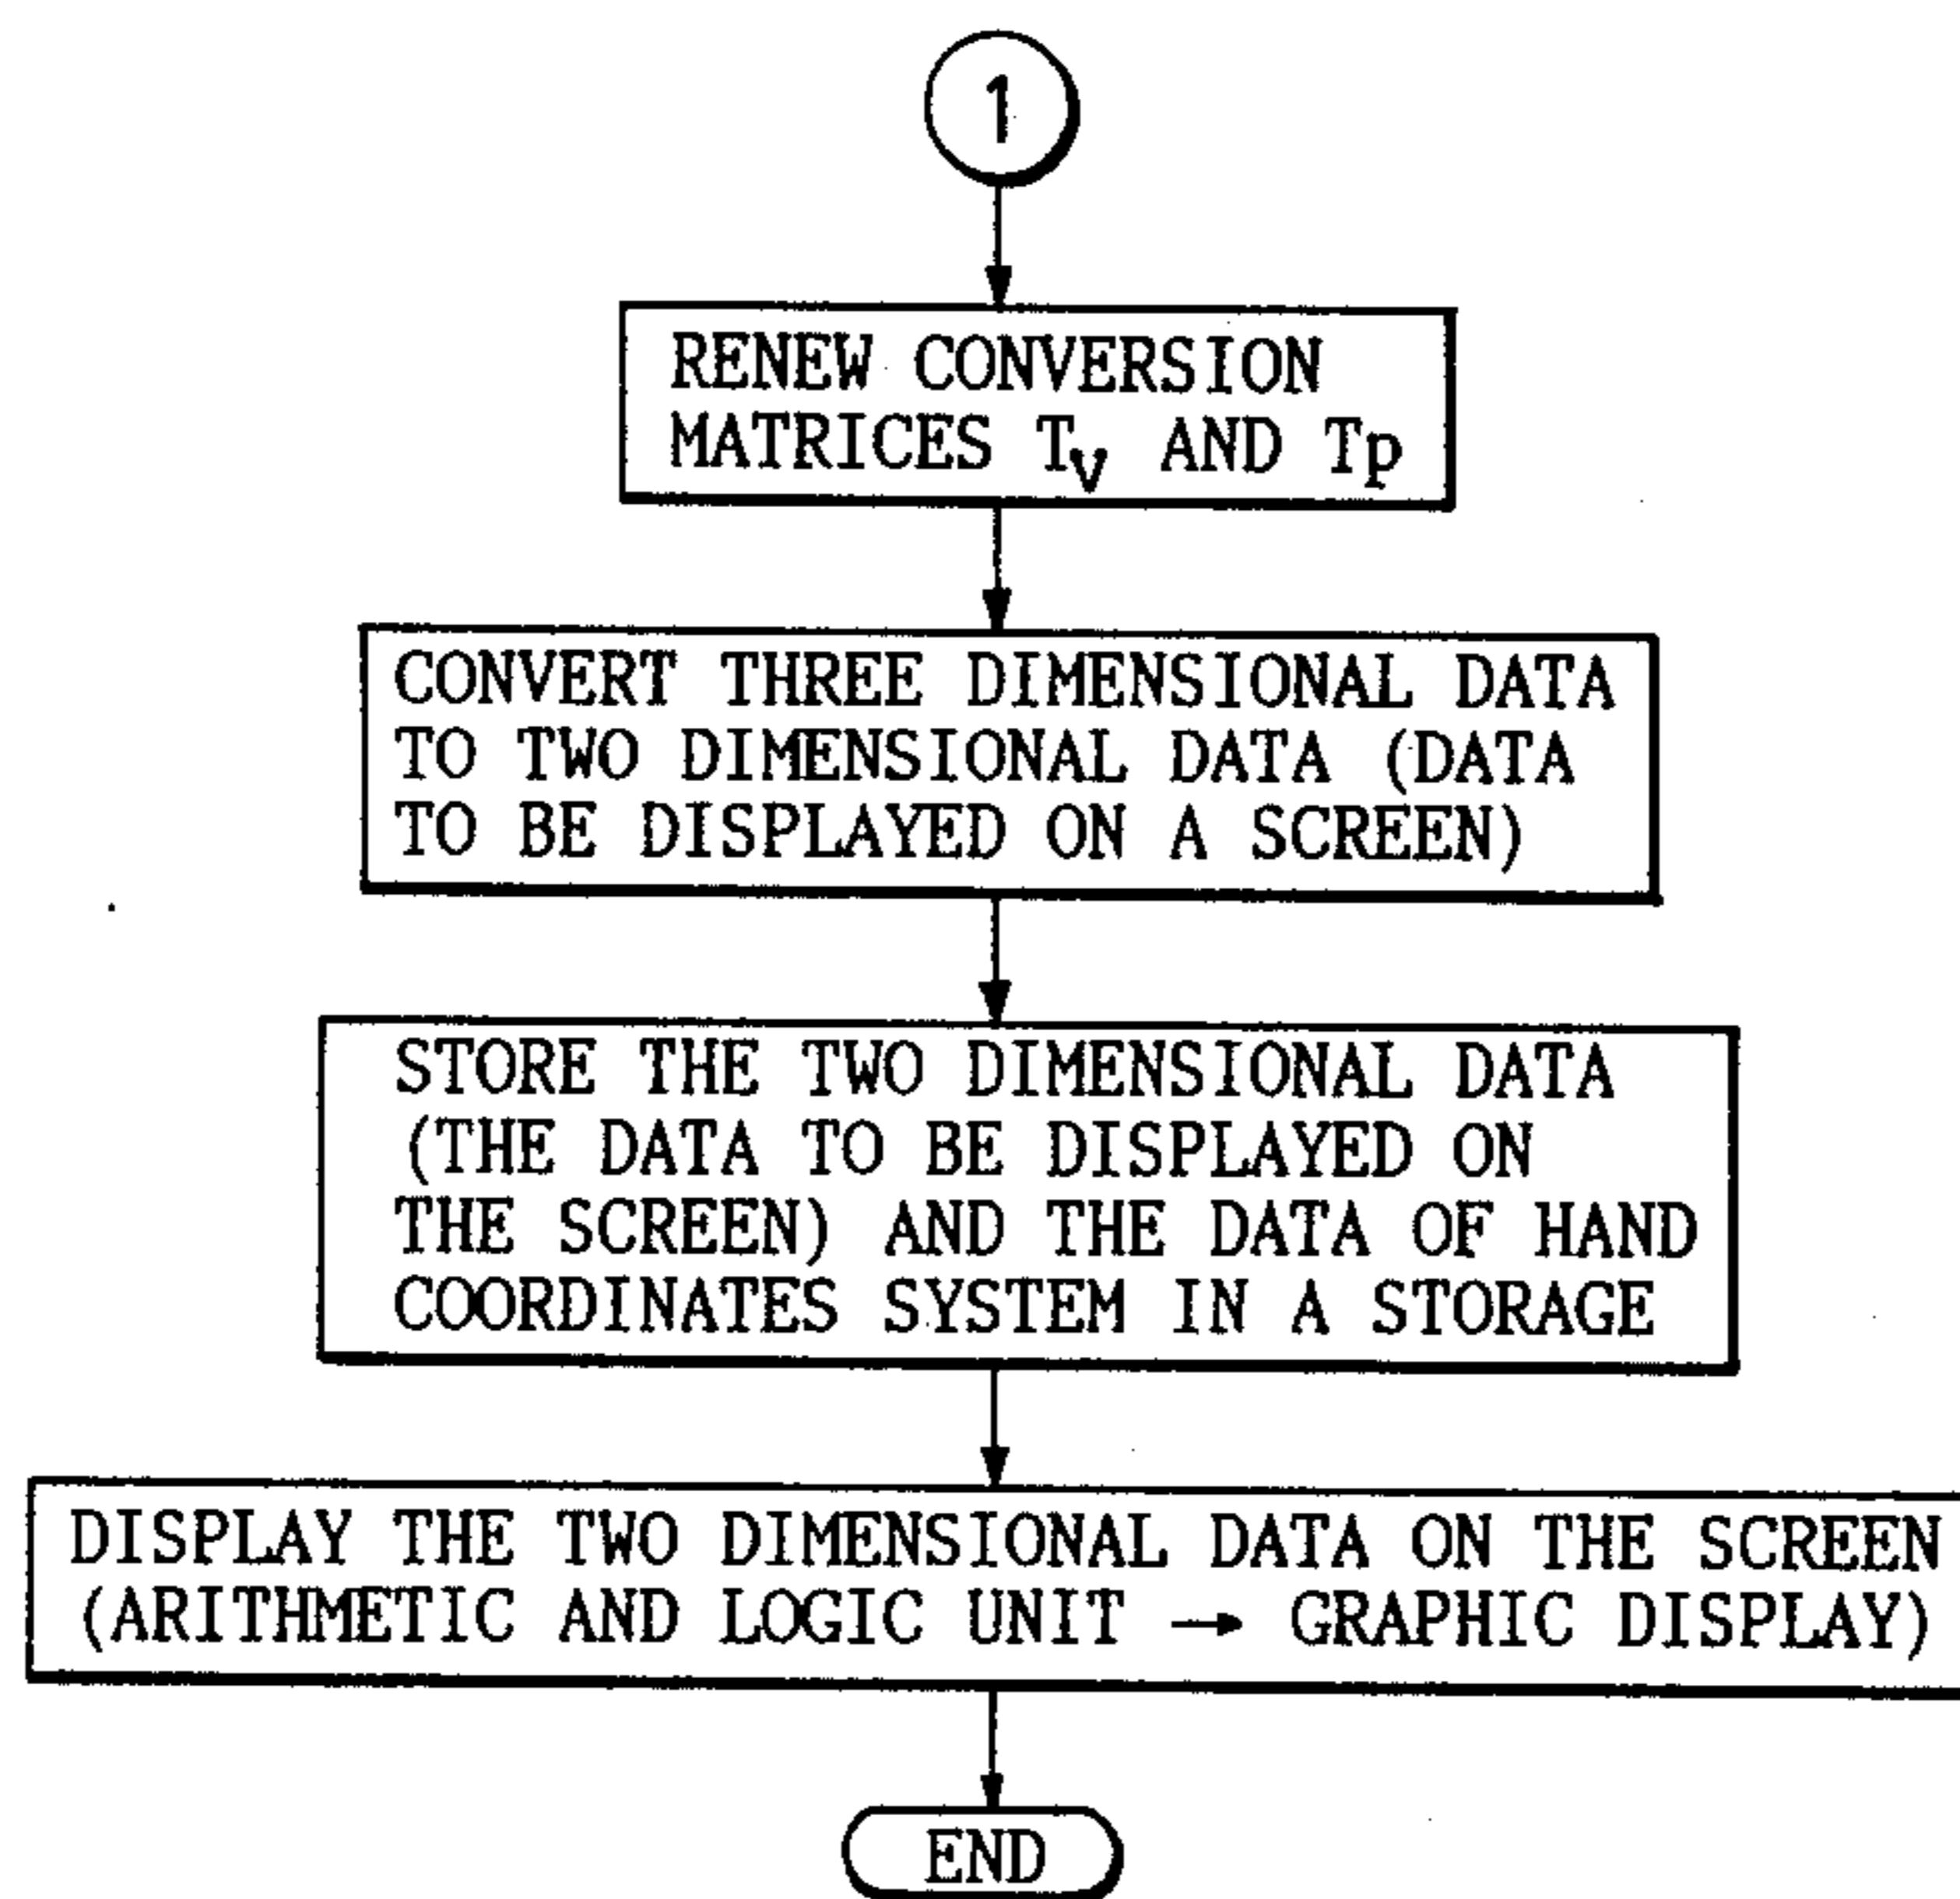 1
RENEW CONVERSION
MATRICES Tv AND Tp
CONVERT THREE DIMENSIONAL DATA
TO TWO DIMENSIONAL DATA (DATA
TO BE DISPLAYED ON A SCREEN)
STORE THE TWO DIMENSIONAL DATA
(THE DATA TO BE DISPLAYED ON
THE SCREEN) AND THE DATA OF HAND
COORDINATES SYSTEM IN A STORAGE
DISPLAY THE TWO DIMENSIONAL DATA ON THE SCREEN
(ARITHMETIC AND LOGIC UNIT → GRAPHIC DISPLAY)
END